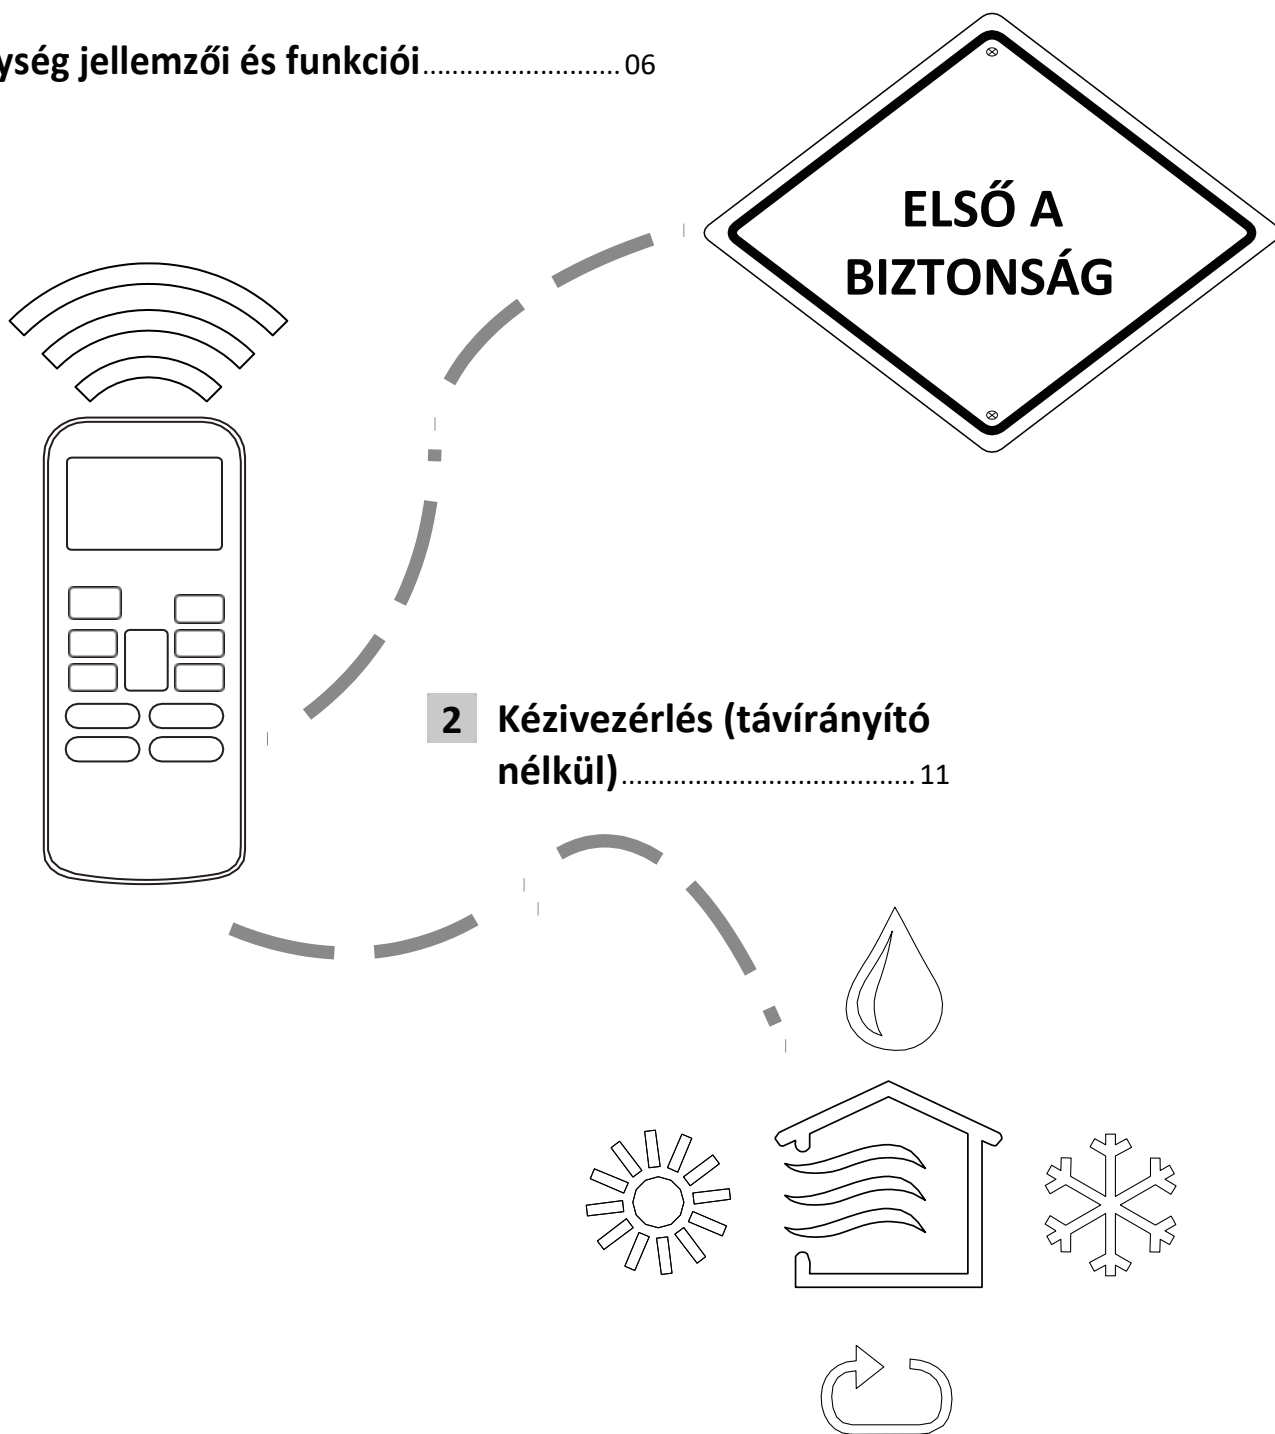 ység jellemzői és funkciói........................... 06
ELSŐ A
BIZTONSÁG
2 Kézivezérlés (távírányító
nélkül)........................................ 11